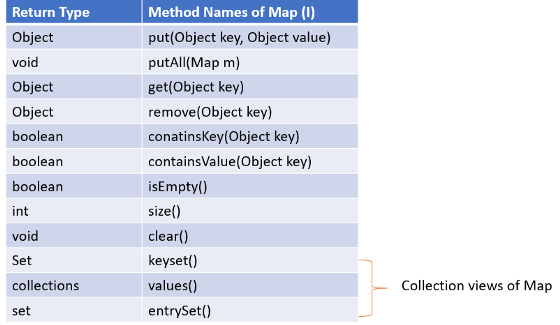 Return Type Method Names of Map (I)
Object put(Object key, Object value)
void putAll(Map m)
Object get(Object key)
Object remove(Object key)
boolean conatinsKey(Object key)
boolean containsValue(Object key)
boolean isEmpty()
int size()
void clear()
Set keyset()
collections values() Collection views of Map
set entrySet()